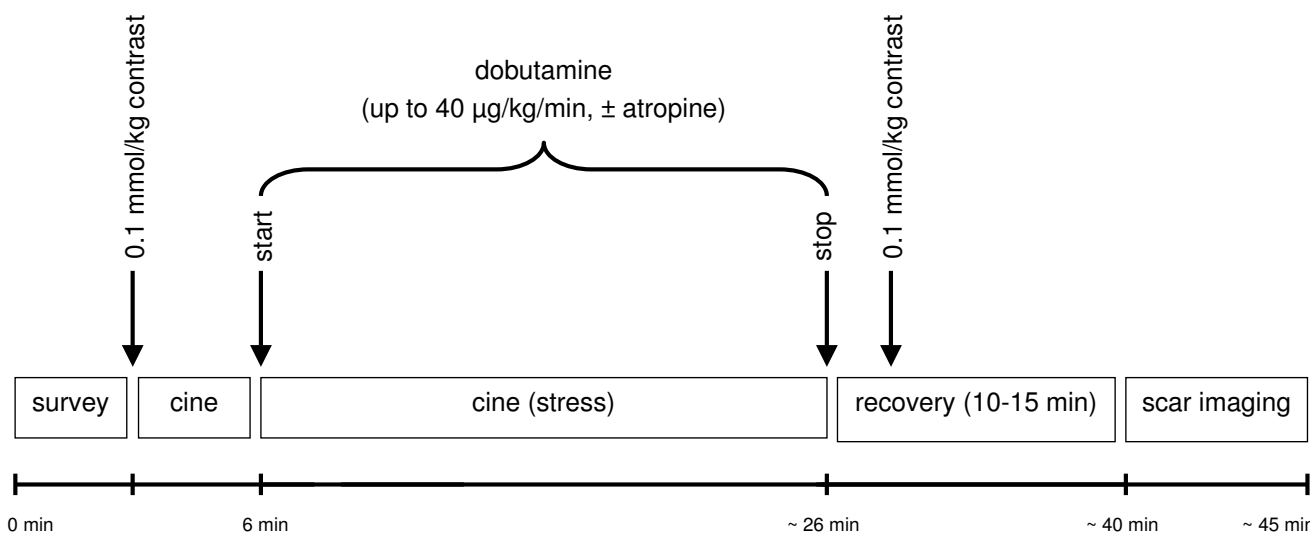 0.1 mmol/kg contrast
dobutamine
(up to 40 µg/kg/min, ± atropine)
0.1 mmol/kg contrast
start
stop
survey
cine
cine (stress)
recovery (10-15 min)
scar imaging
0 min
6 min
~ 26 min
~ 40 min
~ 45 min